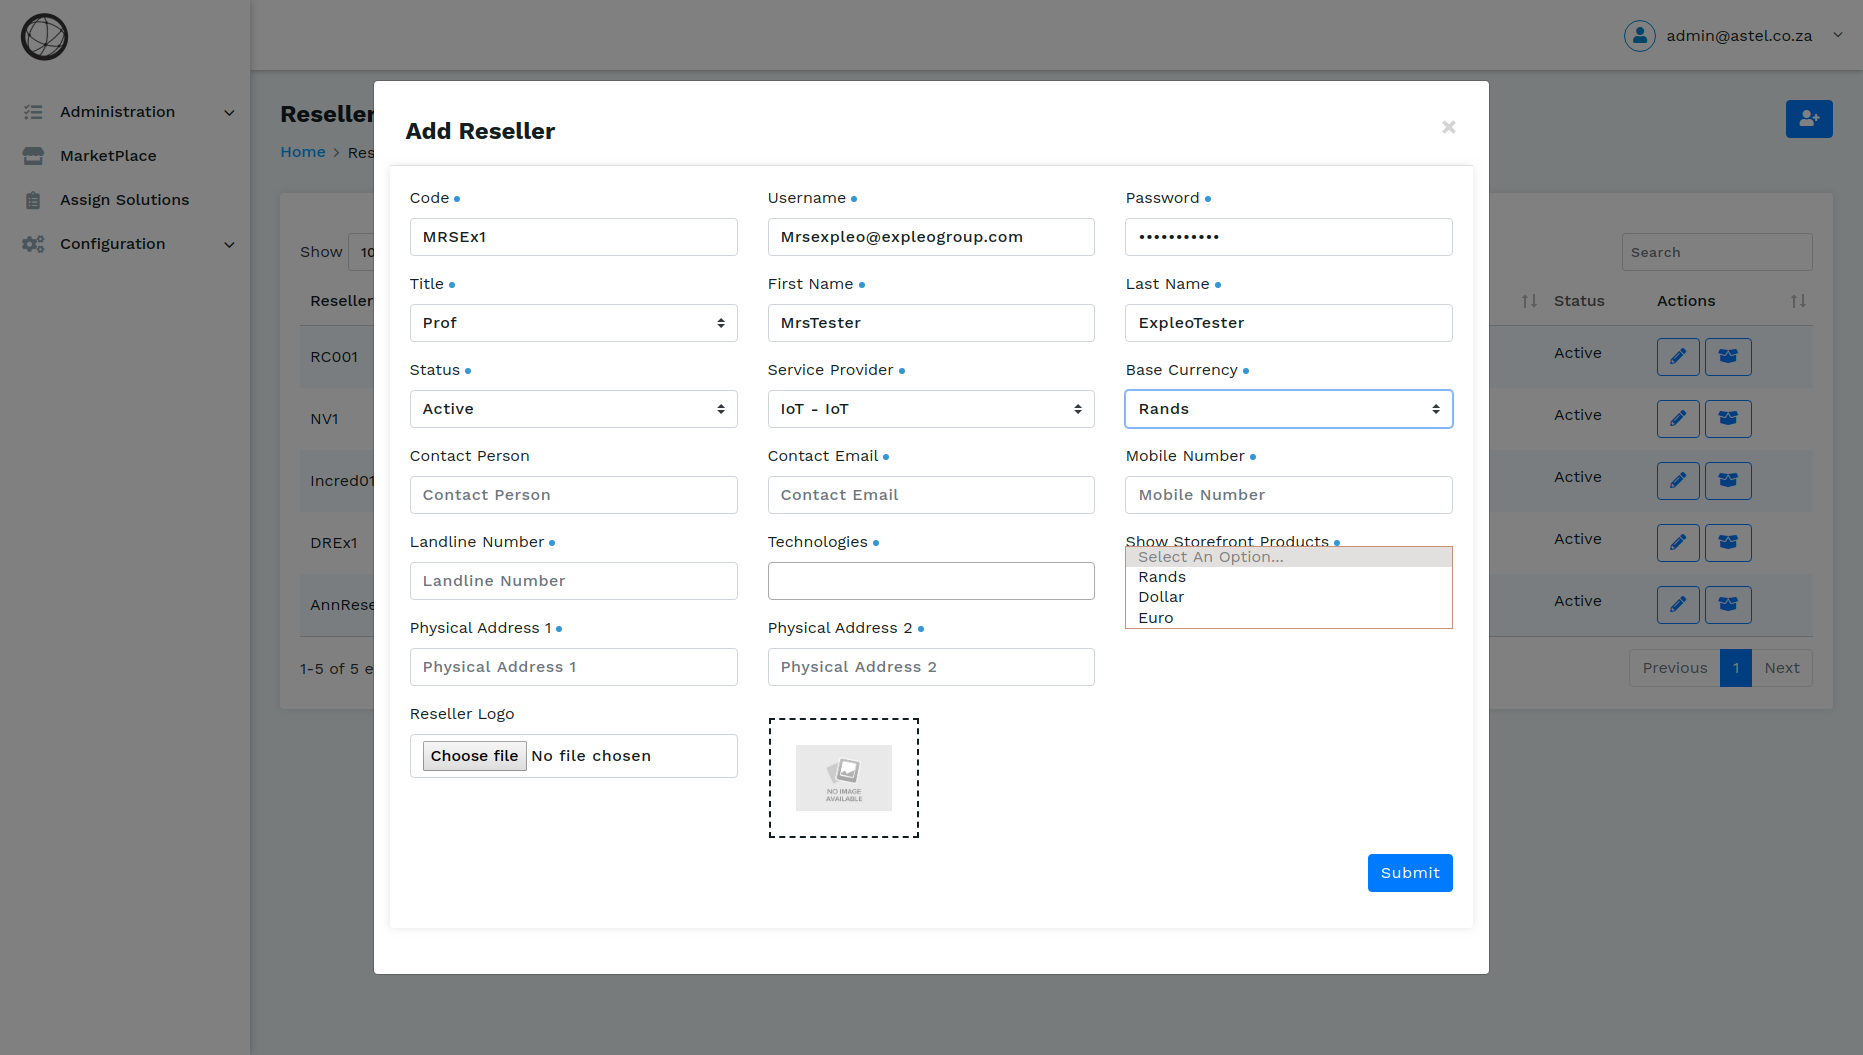 admin@astel.co.za
Administration
MarketPlace
Assign Solutions
Configuration
Reseller
Home > Res
Show 10
Search
Reseller
Status Actions
RC001 Active
NV1 Active
Incred01 Active
DREx1 Active
AnnRese Active
1-5 of 5 e
Previous 1 Next
Add Reseller
×
Code Username Password
MRSEx1 Mrsexpleo@expleogroup.com •••••••••••
Title First Name Last Name
Prof MrsTester ExpleoTester
Status Service Provider Base Currency
Active IoT - IoT Rands
Contact Person Contact Email Mobile Number
Contact Person Contact Email Mobile Number
Landline Number Technologies Show Storefront Products
Landline Number
Select An Option...
Rands
Dollar
Euro
Physical Address 1 Physical Address 2
Physical Address 1 Physical Address 2
Reseller Logo
Choose file No file chosen
NO IMAGE
AVAILABLE
Submit